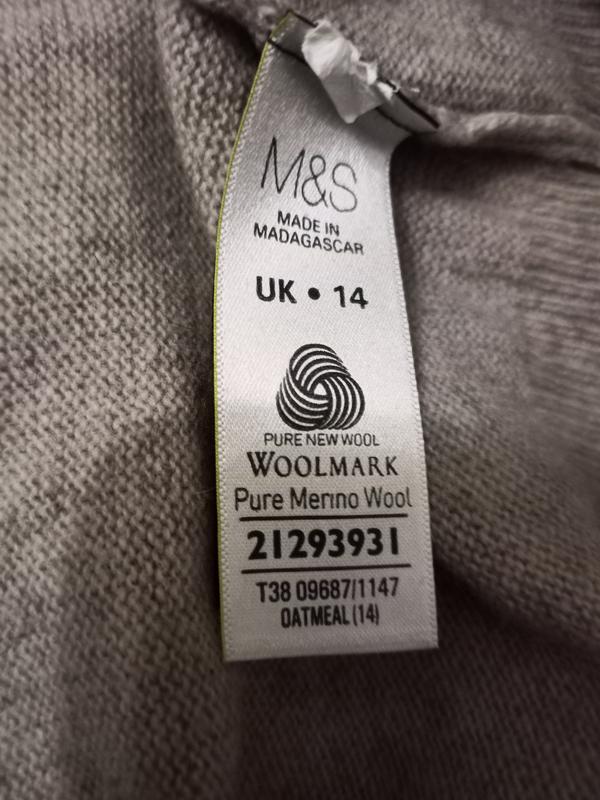 M&S
MADE IN
MADAGASCAR
UK • 14
PURE NEW WOOL
WOOLMARK
Pure Merino Wool
21293931
T38 09687/1147
OATMEAL (14)